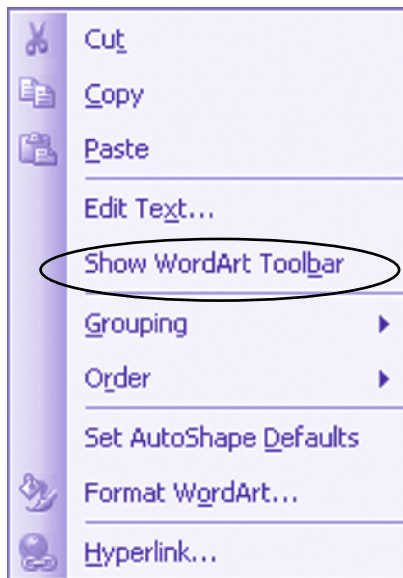 Cut
Copy
Paste
Edit Text...
Show WordArt Toolbar
Grouping
Order
Set AutoShape Defaults
Format WordArt...
Hyperlink...